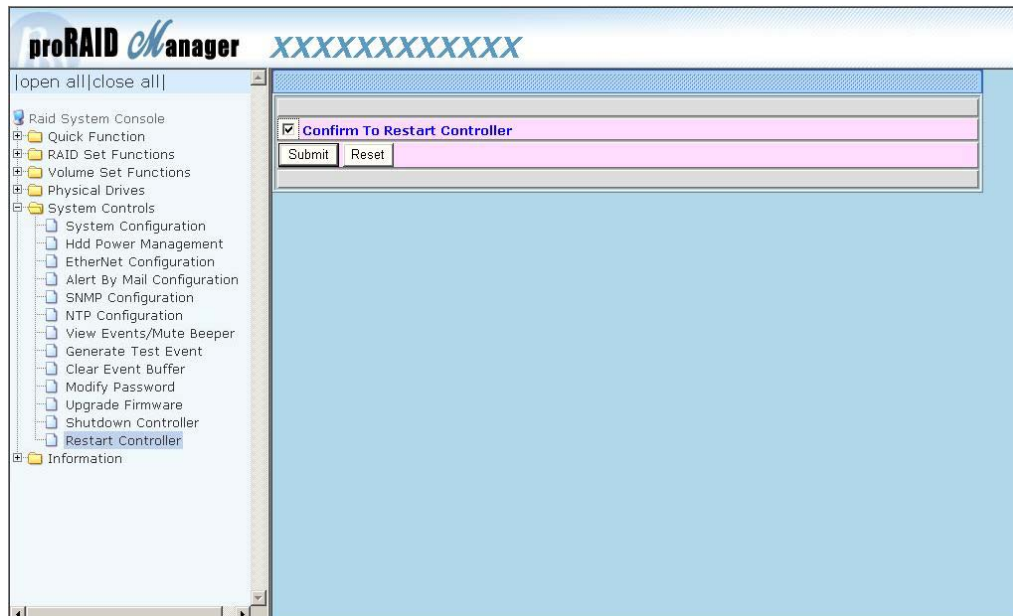 proRAID Manager XXXXXXXXXXXX
|open all|close all|
Raid System Console
Quick Function
RAID Set Functions
Volume Set Functions
Physical Drives
System Controls
System Configuration
Hdd Power Management
EtherNet Configuration
Alert By Mail Configuration
SNMP Configuration
NTP Configuration
View Events/Mute Beeper
Generate Test Event
Clear Event Buffer
Modify Password
Upgrade Firmware
Shutdown Controller
Restart Controller
Information
Confirm To Restart Controller
Submit Reset